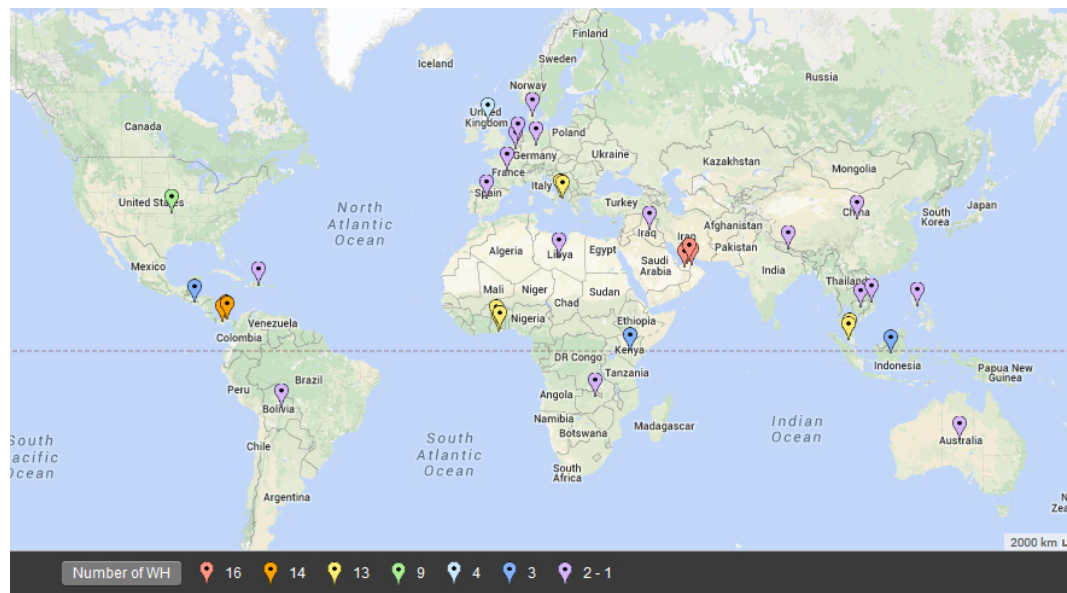 Finland
Sweden
Iceland
Norway
Russia
United
Kingdom
Canada
Poland
Germany
Ukraine
France
Kazakhstan
Mongolia
Italy
Spain
United States
Turkey
China
South
Korea
Japan
North
Atlantic
Ocean
Iraq
Iran
Afghanistan
Pakistan
Algeria
Libya
Egypt
Saudi
Arabia
Mexico
India
Mali
Niger
Chad
Sudan
Thailand
Nigeria
Ethiopia
Venezuela
Colombia
Kenya
DR Congo
Indonesia
Papua New
Guinea
Tanzania
Brazil
Peru
Angola
Bolivia
Namibia
Botswana
Madagascar
Indian
Ocean
Australia
South
Pacific
Ocean
Chile
South
Atlantic
Ocean
South
Africa
Argentina
N
Zea
2000 km
Number of WH 16 14 13 9 4 3 2 - 1